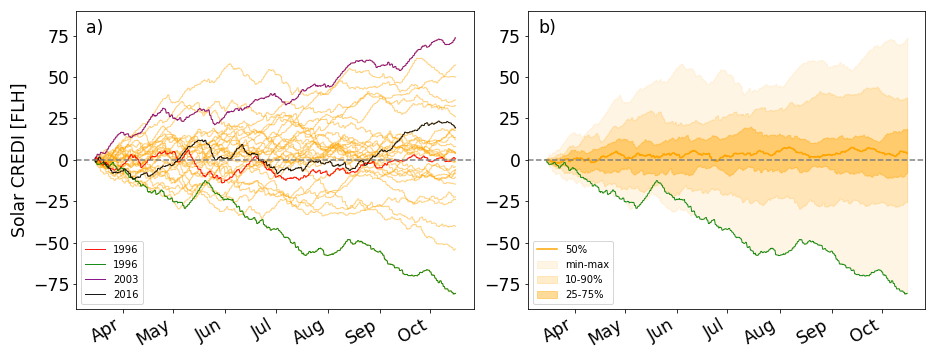 a)
75
50
25
0
−25
−50
−75
Solar CREDI [FLH]
1996
1996
2003
2016
Apr
May
Jun
Jul
Aug
Sep
Oct
b)
75
50
25
0
−25
−50
−75
50%
min-max
10-90%
25-75%
Apr
May
Jun
Jul
Aug
Sep
Oct